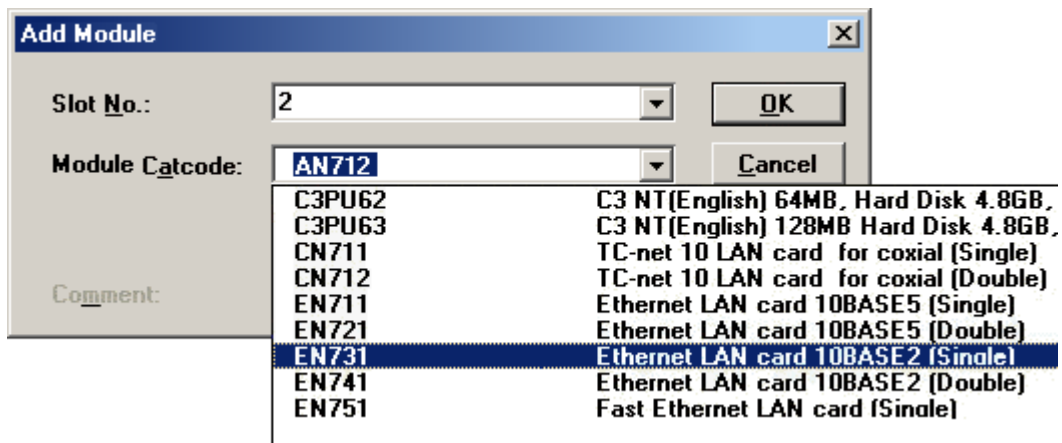 Add Module
Slot No.: 2 OK
Module Catcode: AN712 Cancel
C3PU62 C3 NT(English) 64MB, Hard Disk 4.8GB,
C3PU63 C3 NT(English) 128MB Hard Disk 4.8GB,
CN711 TC-net 10 LAN card for coxial (Single)
CN712 TC-net 10 LAN card for coxial (Double)
EN711 Ethernet LAN card 10BASE5 (Single)
EN721 Ethernet LAN card 10BASE5 (Double)
EN731 Ethernet LAN card 10BASE2 (Single)
EN741 Ethernet LAN card 10BASE2 (Double)
EN751 Fast Ethernet LAN card (Single)
Comment: